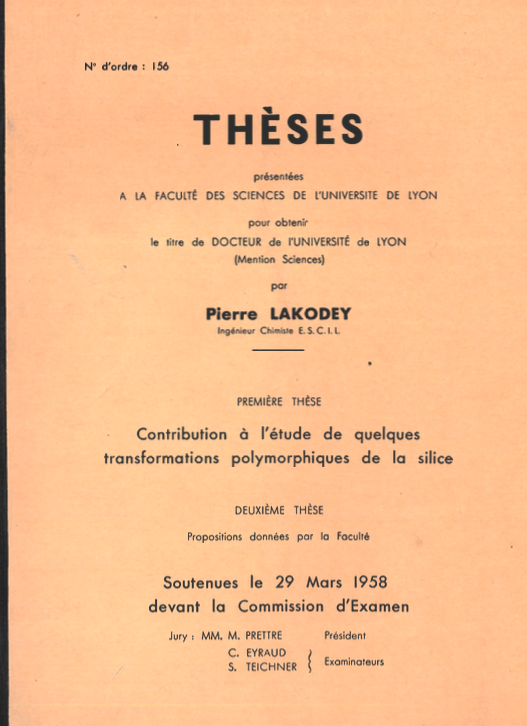 N° d'ordre : 156
THÈSES
présentées
A LA FACULTÉ DES SCIENCES DE L'UNIVERSITE DE LYON
pour obtenir
le titre de DOCTEUR de l'UNIVERSITÉ de LYON
(Mention Sciences)
par
Pierre LAKODEY
Ingénieur Chimiste E. S. C. I. L.
PREMIÈRE THÈSE
Contribution à l'étude de quelques
transformations polymorphiques de la silice
DEUXIÈME THÈSE
Propositions données par la Faculté
Soutenues le 29 Mars 1958
devant la Commission d'Examen
Jury : MM. M. PRETTRE Président
C. EYRAUD
S. TEICHNER } Examinateurs